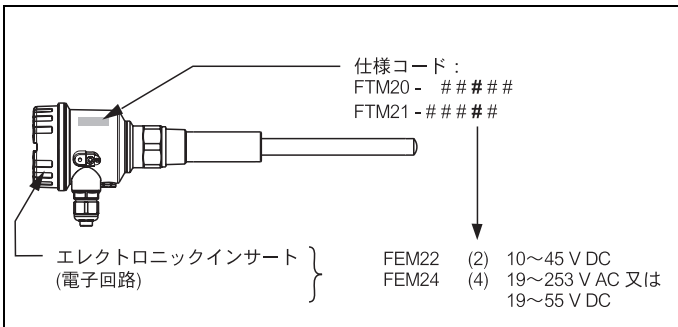 仕様コード :
FTM20 - # # # # #
FTM21 - # # # # #
エレクトロニックインサート
(電子回路)
FEM22 (2) 10～45 V DC
FEM24 (4) 19～253 V AC 又は
19～55 V DC